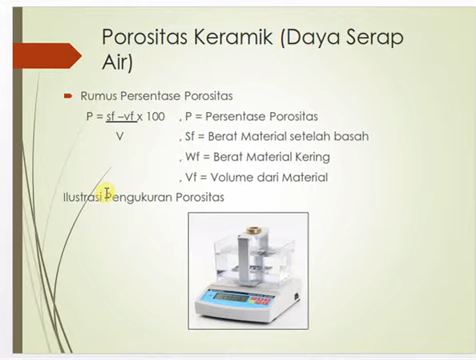 Porositas Keramik (Daya Serap
Air)
Rumus Persentase Porositas
P = sf –vf x 100 , P = Persentase Porositas
V , Sf = Berat Material setelah basah
, Wf = Berat Material Kering
, Vf = Volume dari Material
Ilustrasi Pengukuran Porositas